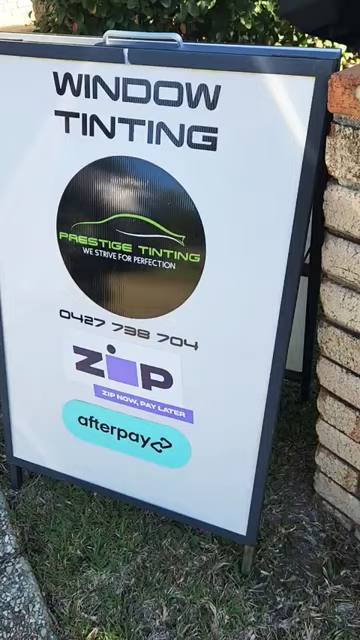 WINDOW
TINTING
PRESTIGE TINTING
WE STRIVE FOR PERFECTION
0427 738 704
ZIP
ZIP NOW, PAY LATER
afterpay